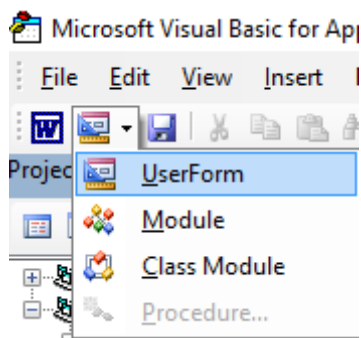 Microsoft Visual Basic for App
File Edit View Insert
W
Projec
UserForm
Module
Class Module
Procedure...